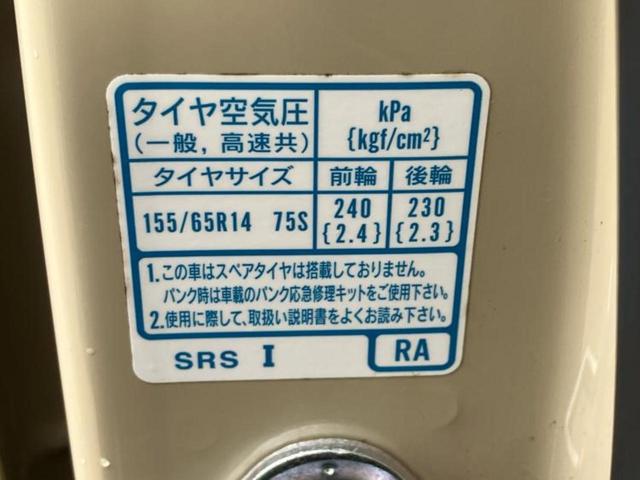 タイヤ空気圧
(一般, 高速共)
kPa
{kgf/cm²}
タイヤサイズ 前輪 後輪
155/65R14 75S 240 {2.4} 230 {2.3}
1.この車はスペアタイヤは搭載しておりません。
パンク時は車載のパンク応急修理キットをご使用下さい。
2.使用に際して、取扱い説明書をよくお読み下さい。
SRS I RA